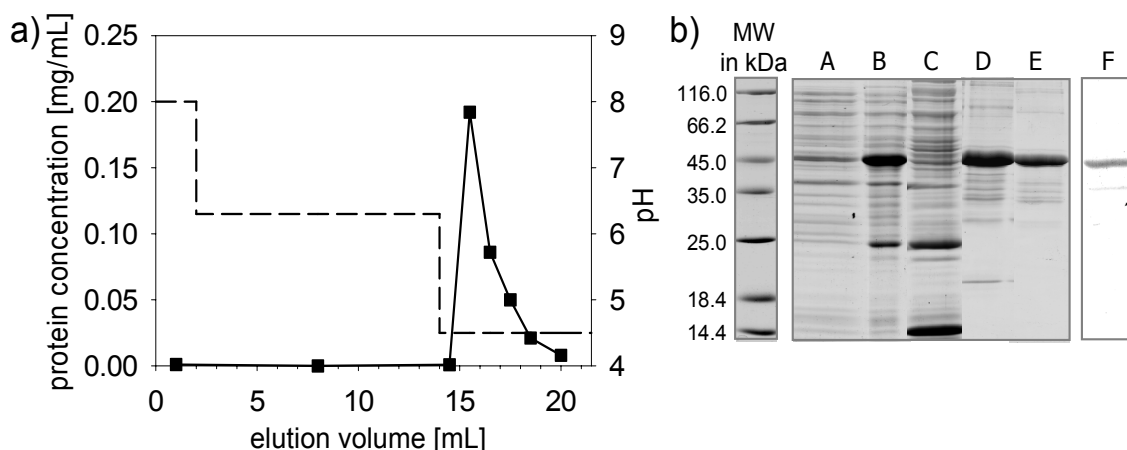 a)
protein concentration [mg/mL]
0.25
0.20
0.15
0.10
0.05
0.00
0 5 10 15 20
elution volume [mL]
9
8
7
6
5
4
pH
b)
MW
in kDa
A B C D E F
116.0
66.2
45.0
35.0
25.0
18.4
14.4